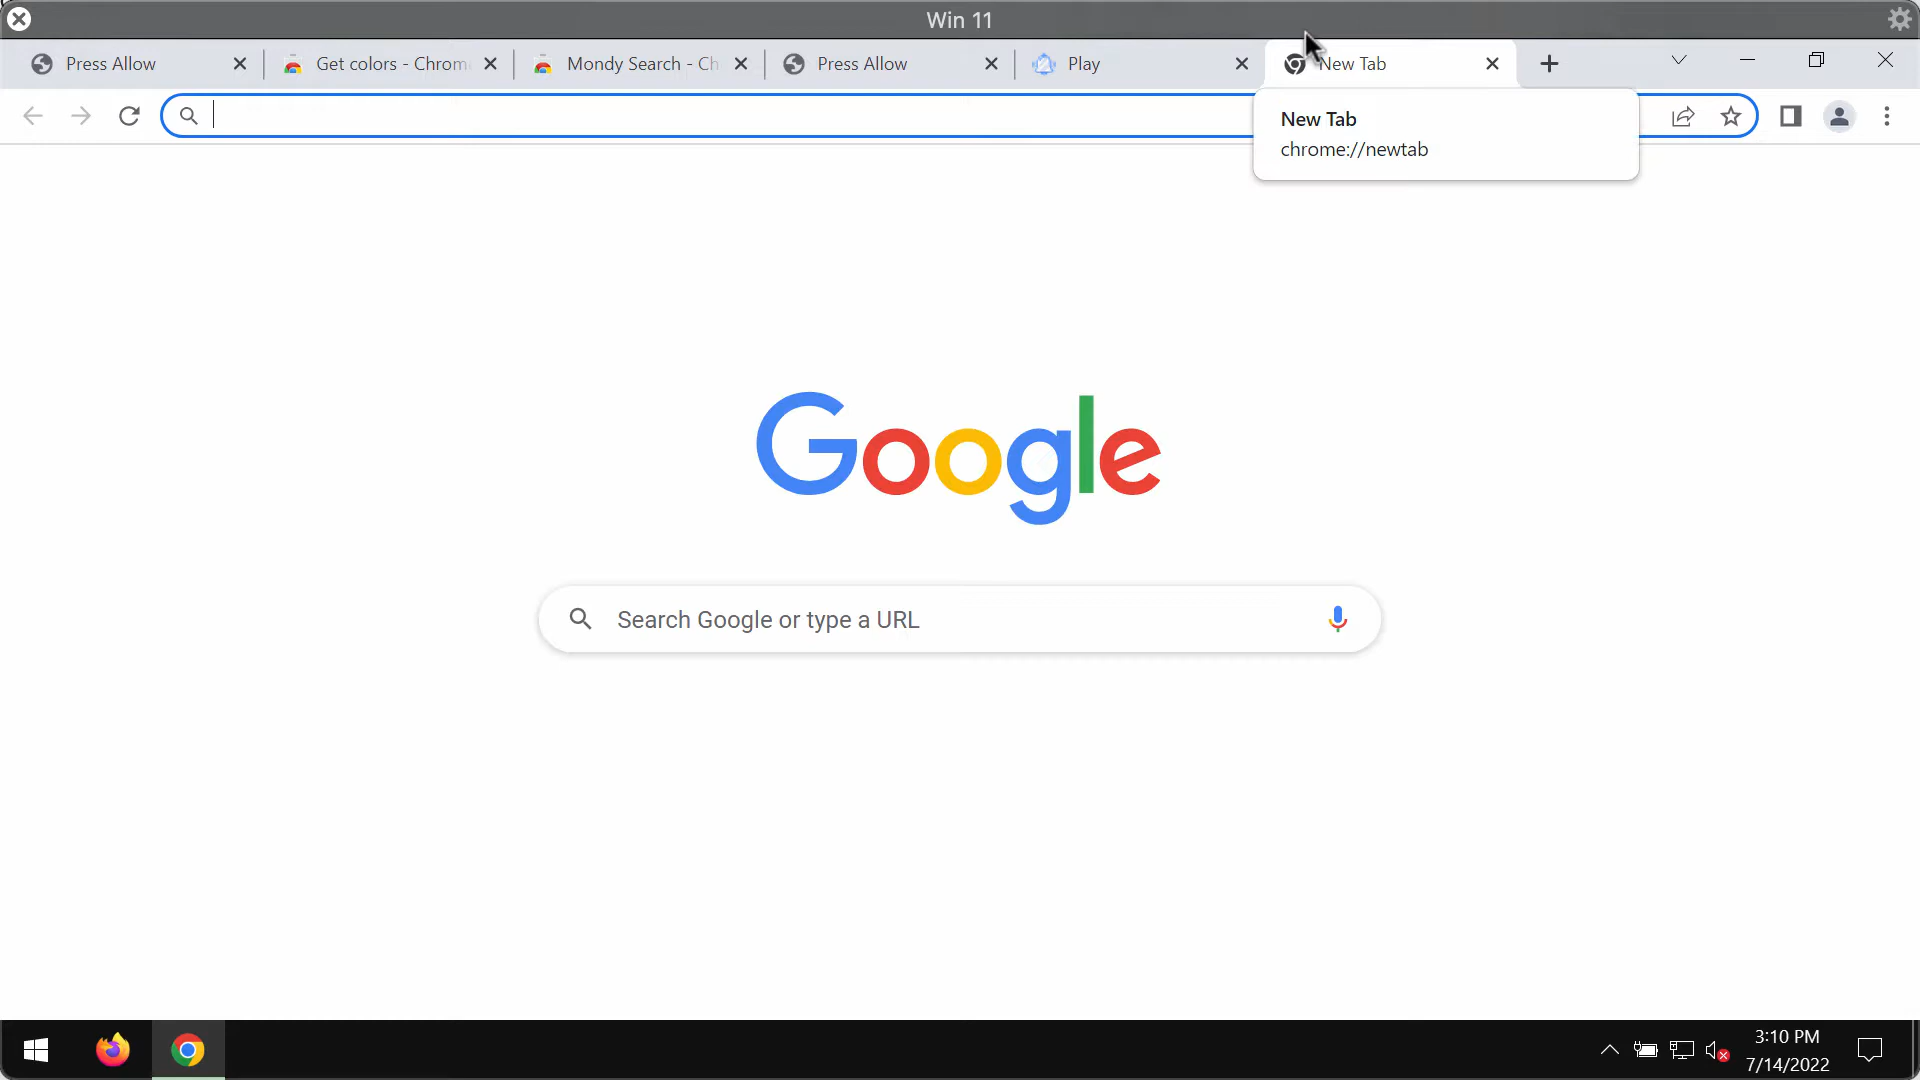 Win 11
Press Allow
Get colors - Chrom
Mondy Search - Ch
Press Allow
Play
New Tab
New Tab
chrome://newtab
Google
Search Google or type a URL
3:10 PM
7/14/2022